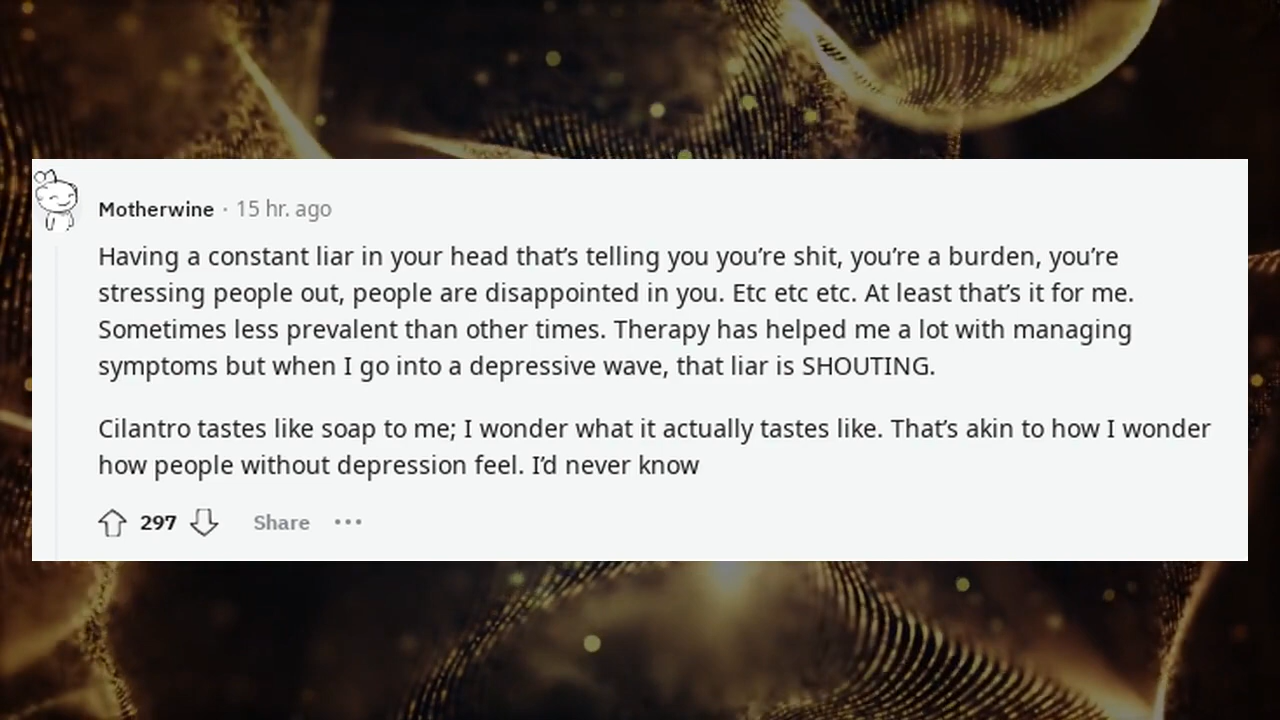 Motherwine · 15 hr. ago
Having a constant liar in your head that’s telling you you’re shit, you’re a burden, you’re
stressing people out, people are disappointed in you. Etc etc etc. At least that’s it for me.
Sometimes less prevalent than other times. Therapy has helped me a lot with managing
symptoms but when I go into a depressive wave, that liar is SHOUTING.
Cilantro tastes like soap to me; I wonder what it actually tastes like. That’s akin to how I wonder
how people without depression feel. I’d never know
297 Share •••